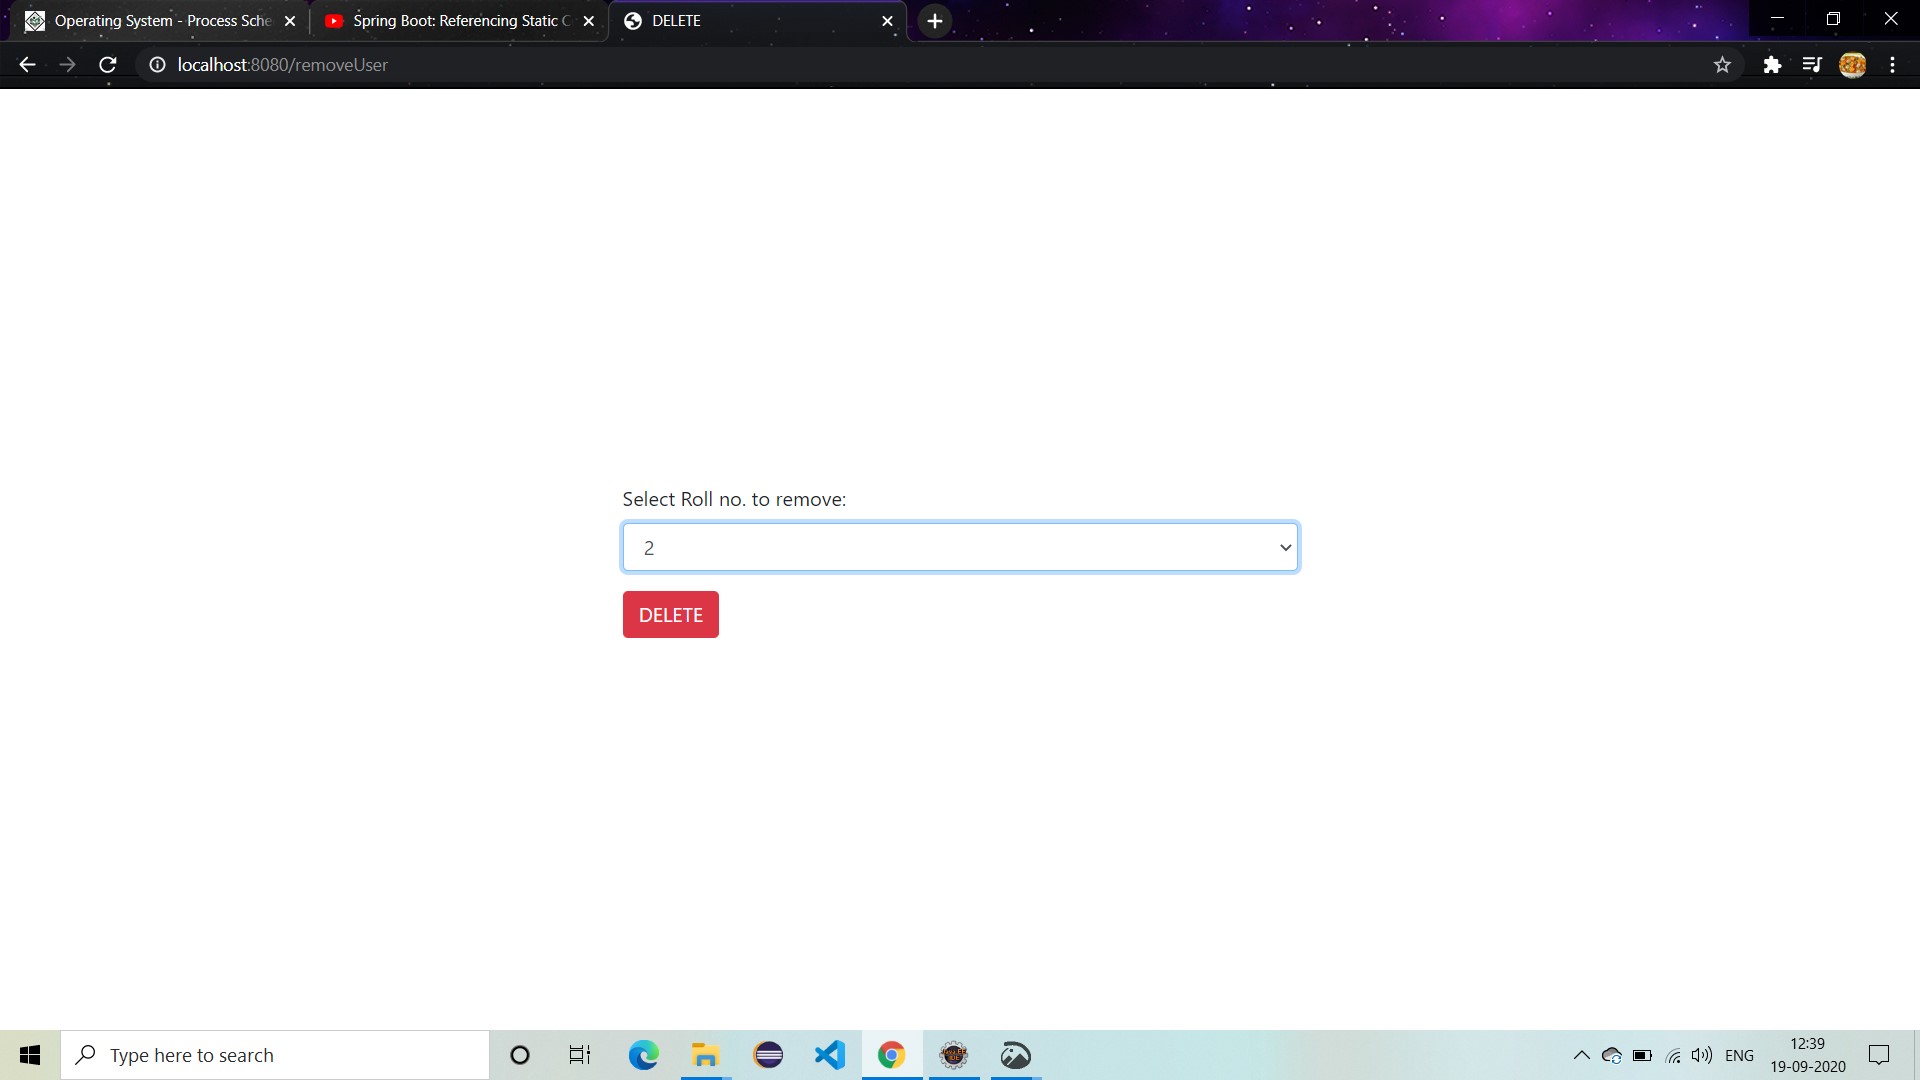 Operating System - Process Sche
Spring Boot: Referencing Static C
DELETE
localhost:8080/removeUser
Select Roll no. to remove:
2
DELETE
Type here to search
ENG
12:39
19-09-2020